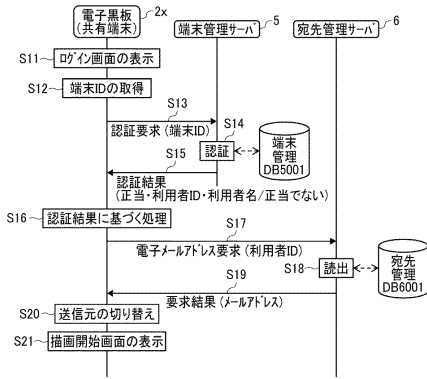 電子黒板
(共有端末)
2x
端末管理サーバ
5
宛先管理サーバ
6
S11
ログイン画面の表示
S12
端末IDの取得
S13
認証要求(端末ID)
S14
認証
端末
管理
DB5001
S15
認証結果
(正当・利用者ID・利用者名/正当でない)
S16
認証結果に基づく処理
S17
電子メールアドレス要求(利用者ID)
S18
読出
宛先
管理
DB6001
S19
要求結果(メールアドレス)
S20
送信元の切り替え
S21
描画開始画面の表示